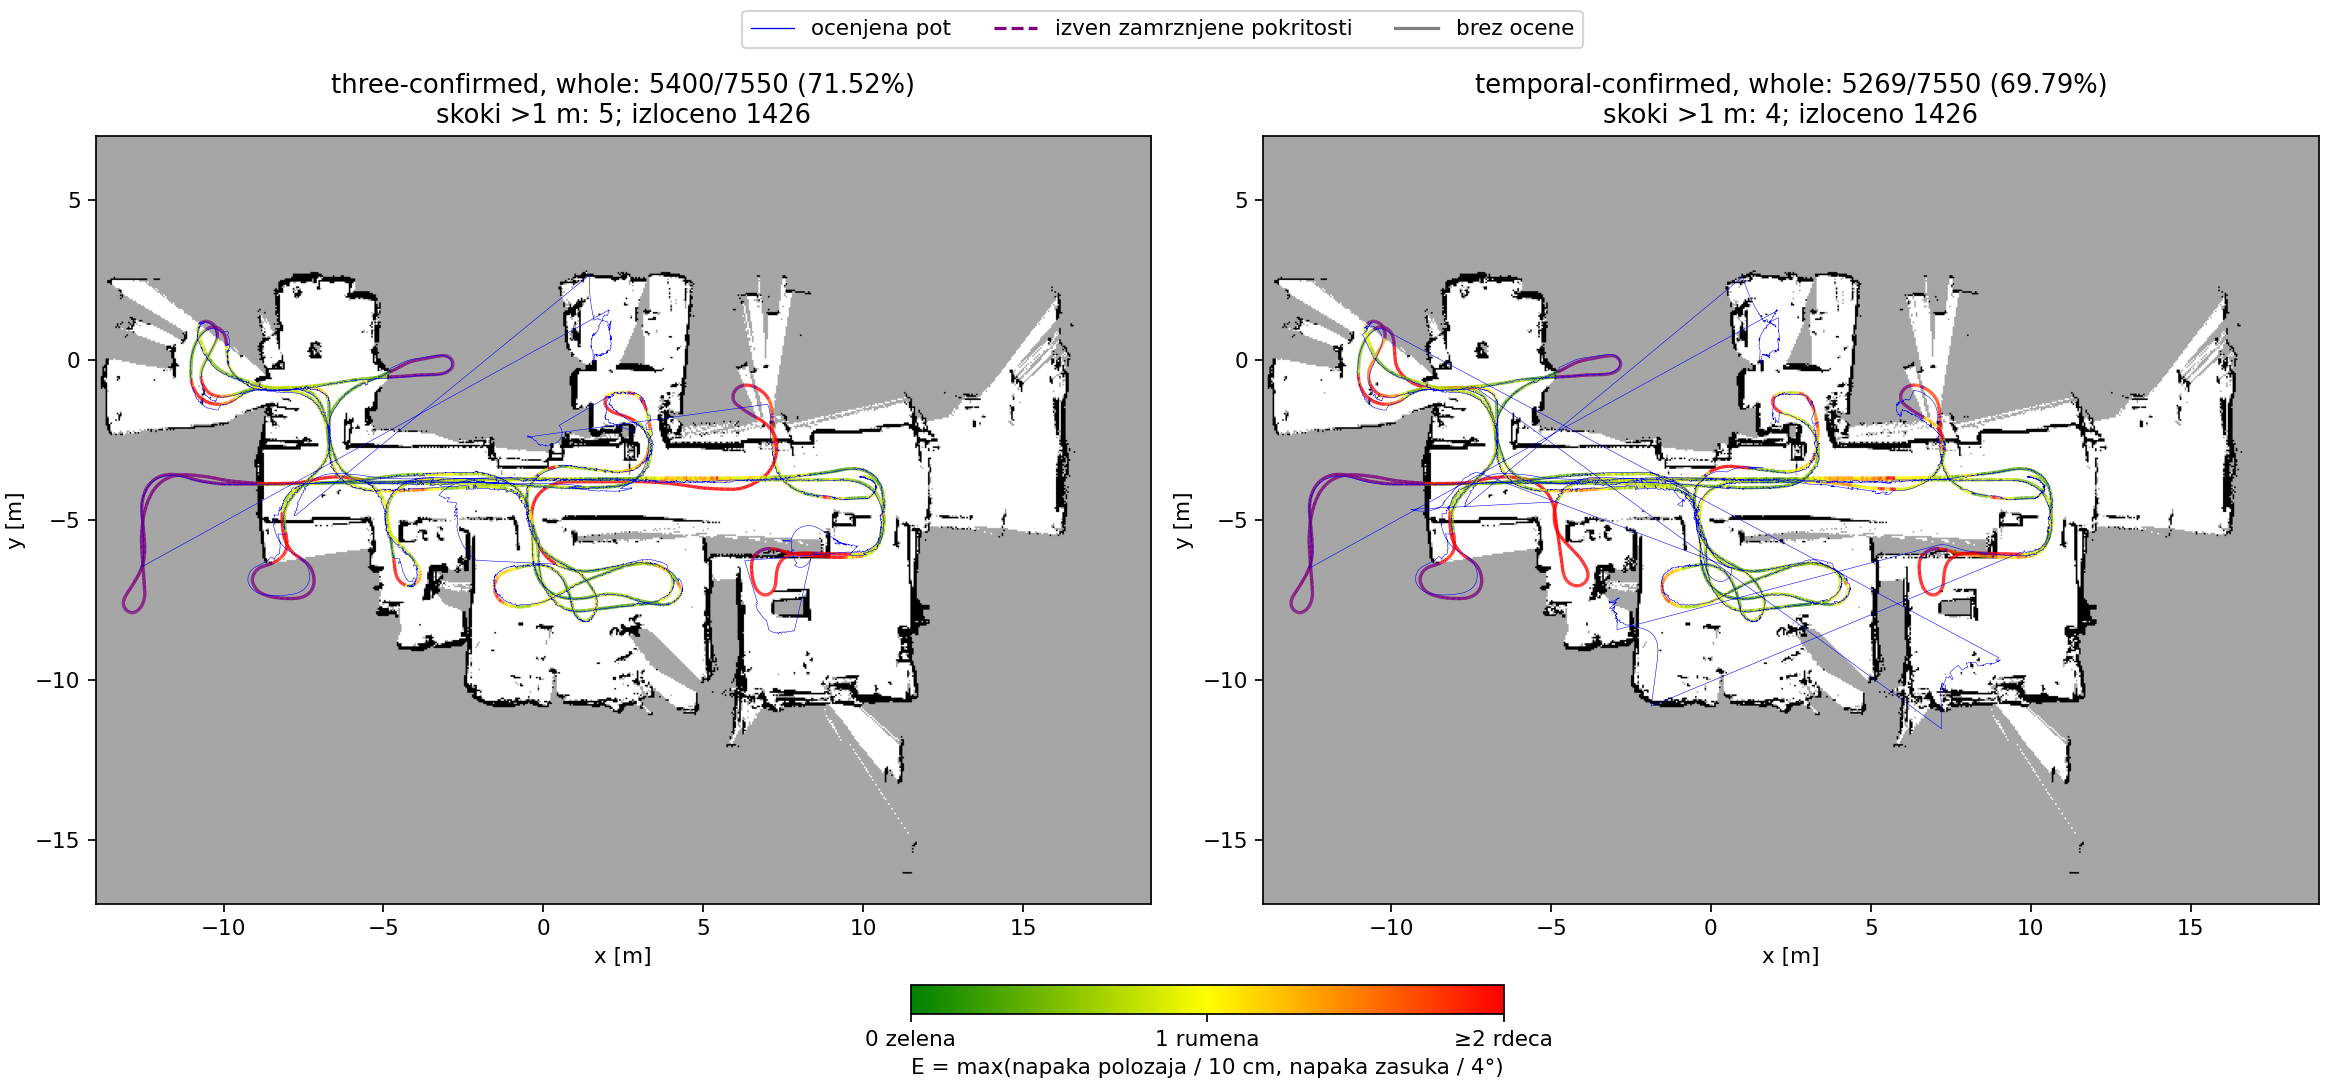 ocenjena pot izven zamrznjene pokritosti brez ocene
three-confirmed, whole: 5400/7550 (71.52%)
skoki >1 m: 5; izloceno 1426
temporal-confirmed, whole: 5269/7550 (69.79%)
skoki >1 m: 4; izloceno 1426
5
0
−5
−10
−15
y [m]
−10 −5 0 5 10 15
x [m]
5
0
−5
−10
−15
y [m]
−10 −5 0 5 10 15
x [m]
0 zelena 1 rumena ≥2 rdeca
E = max(napaka polozaja / 10 cm, napaka zasuka / 4°)